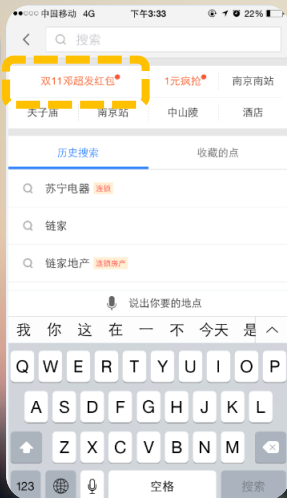 中国移动 4G 下午3:33 22%
搜索
双11邓超发红包 1元疯抢 南京南站
夫子庙 南京站 中山陵 酒店
历史搜索 收藏的点
苏宁电器 连锁
链家
链家地产 连锁房产
说出你要的地点
我 你 这 在 一 不 今天 是
Q W E R T Y U I O P
A S D F G H J K L
Z X C V B N M
123 空格 搜索